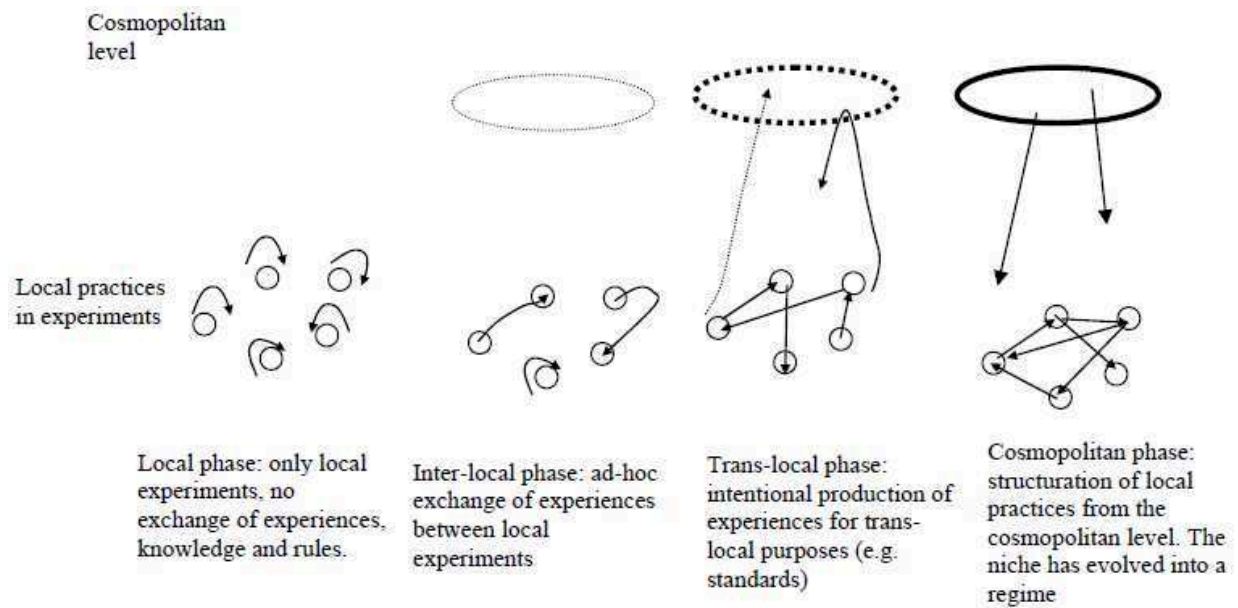 Cosmopolitan
level
Local practices
in experiments
Local phase: only local
experiments, no
exchange of experiences,
knowledge and rules.
Inter-local phase: ad-hoc
exchange of experiences
between local
experiments
Trans-local phase:
intentional production of
experiences for trans-
local purposes (e.g.
standards)
Cosmopolitan phase:
structuration of local
practices from the
cosmopolitan level. The
niche has evolved into a
regime